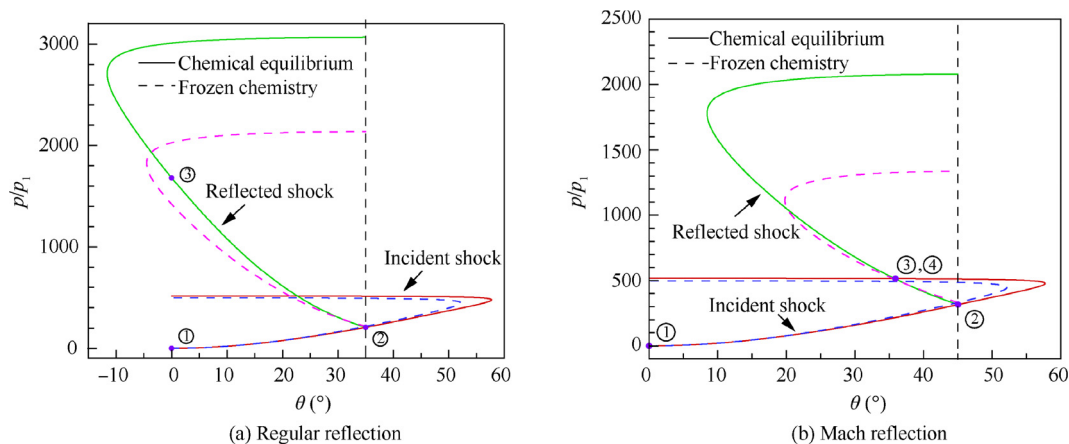 3000
2000
1000
0
−10
0
10
20
30
40
50
60
p/p₁
θ (°)
Chemical equilibrium
Frozen chemistry
③
Reflected shock
Incident shock
①
②
(a) Regular reflection
2500
2000
1500
1000
500
0
0
10
20
30
40
50
60
p/p₁
θ (°)
Chemical equilibrium
Frozen chemistry
Reflected shock
③,④
Incident shock
①
②
(b) Mach reflection